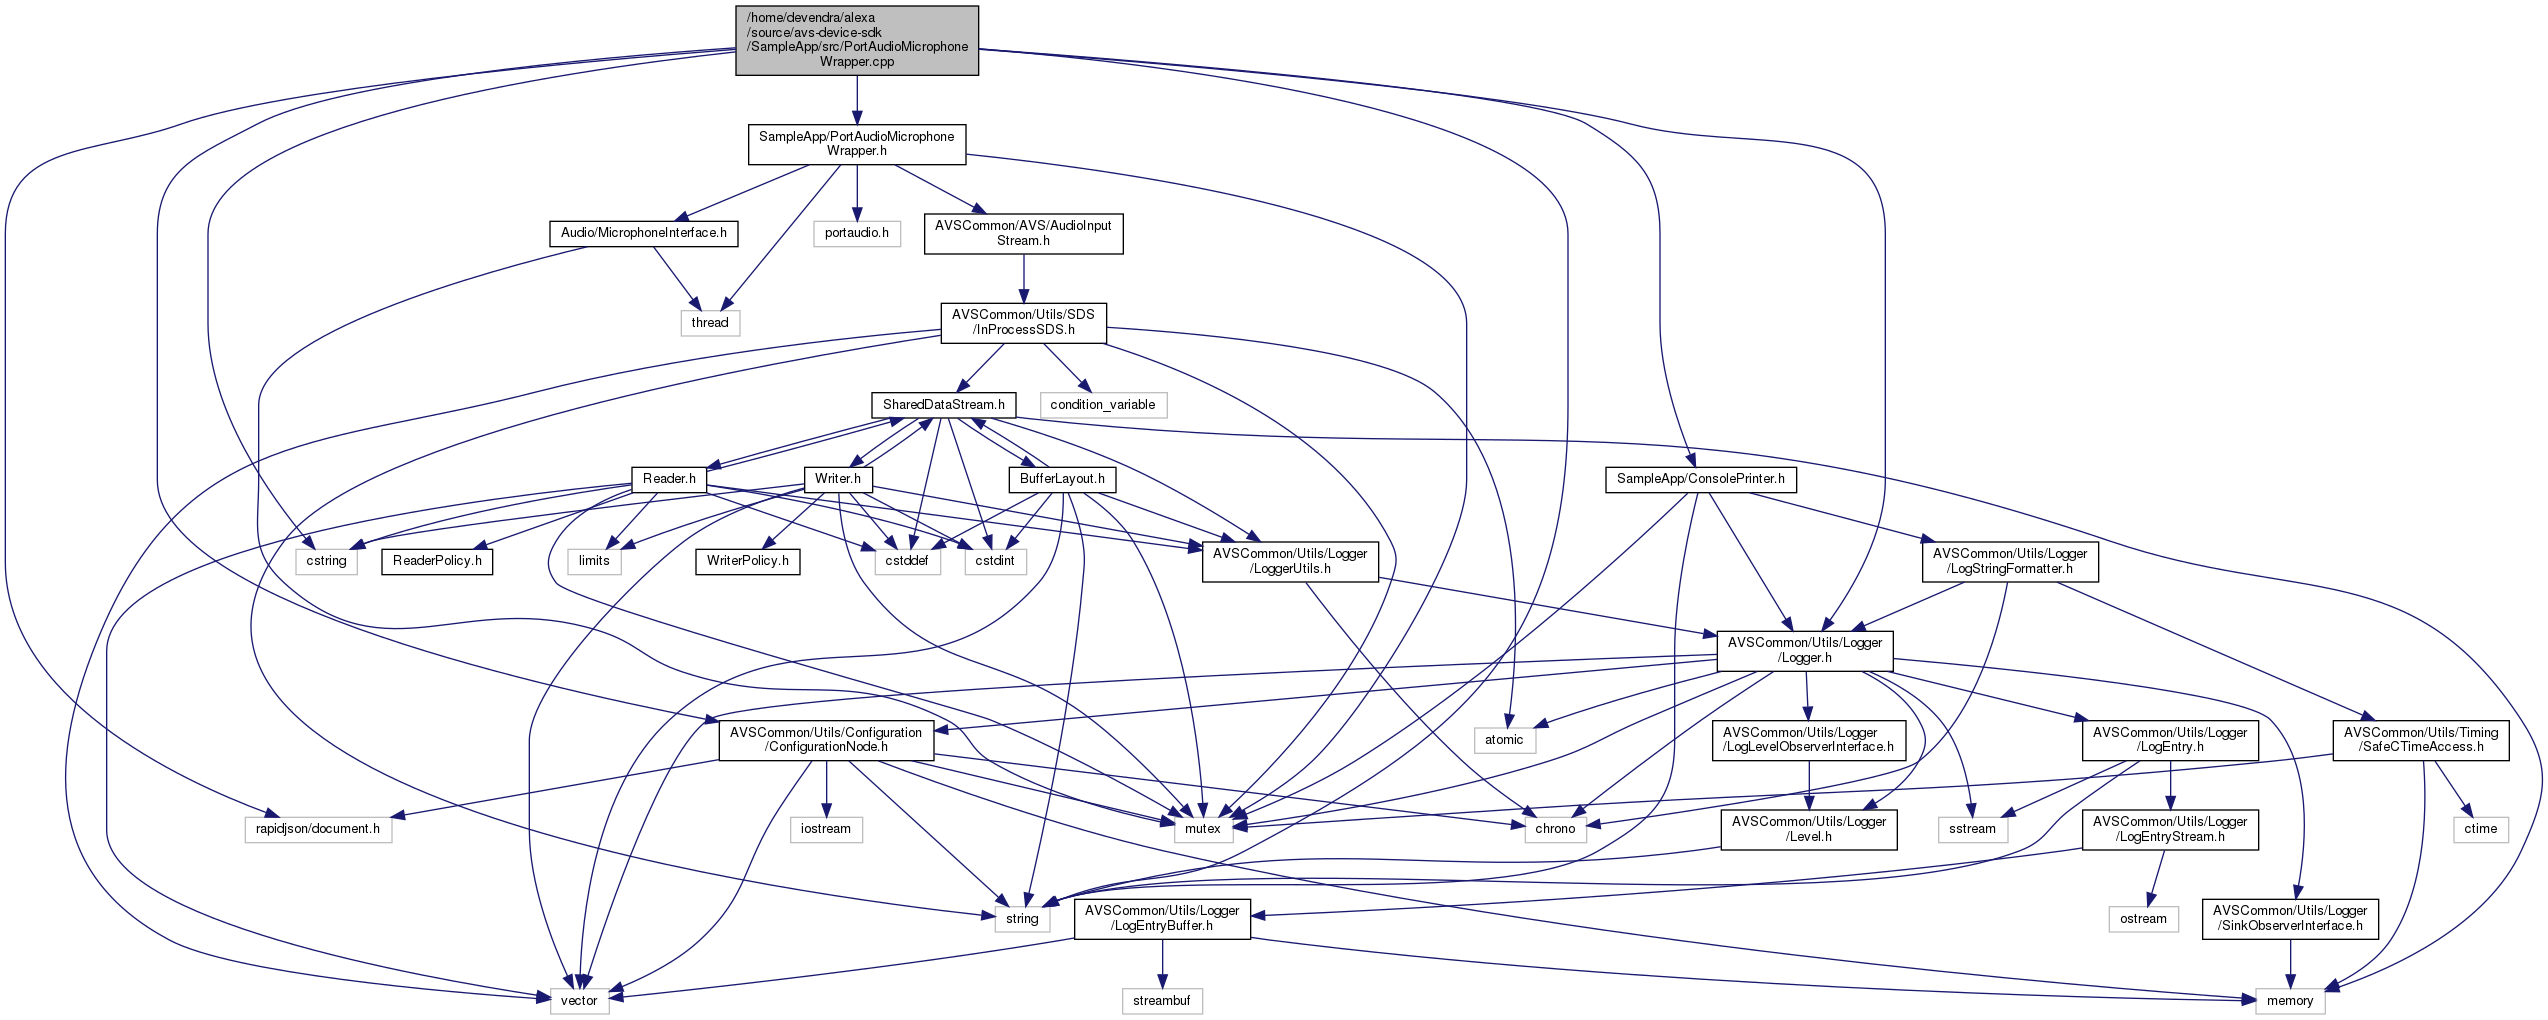 /home/devendra/alexa
/source/avs-device-sdk
/SampleApp/src/PortAudioMicrophone
Wrapper.cpp
SampleApp/PortAudioMicrophone
Wrapper.h
Audio/MicrophoneInterface.h
portaudio.h
AVSCommon/AVS/AudioInput
Stream.h
thread
AVSCommon/Utils/SDS
/InProcessSDS.h
SharedDataStream.h
condition_variable
Reader.h
Writer.h
BufferLayout.h
SampleApp/ConsolePrinter.h
cstring
ReaderPolicy.h
limits
WriterPolicy.h
cstddef
cstdint
AVSCommon/Utils/Logger
/LoggerUtils.h
AVSCommon/Utils/Logger
/LogStringFormatter.h
AVSCommon/Utils/Logger
/Logger.h
AVSCommon/Utils/Configuration
/ConfigurationNode.h
atomic
AVSCommon/Utils/Logger
/LogLevelObserverInterface.h
AVSCommon/Utils/Logger
/LogEntry.h
AVSCommon/Utils/Timing
/SafeCTimeAccess.h
rapidjson/document.h
iostream
mutex
chrono
AVSCommon/Utils/Logger
/Level.h
sstream
AVSCommon/Utils/Logger
/LogEntryStream.h
ctime
string
AVSCommon/Utils/Logger
/LogEntryBuffer.h
ostream
AVSCommon/Utils/Logger
/SinkObserverInterface.h
vector
streambuf
memory